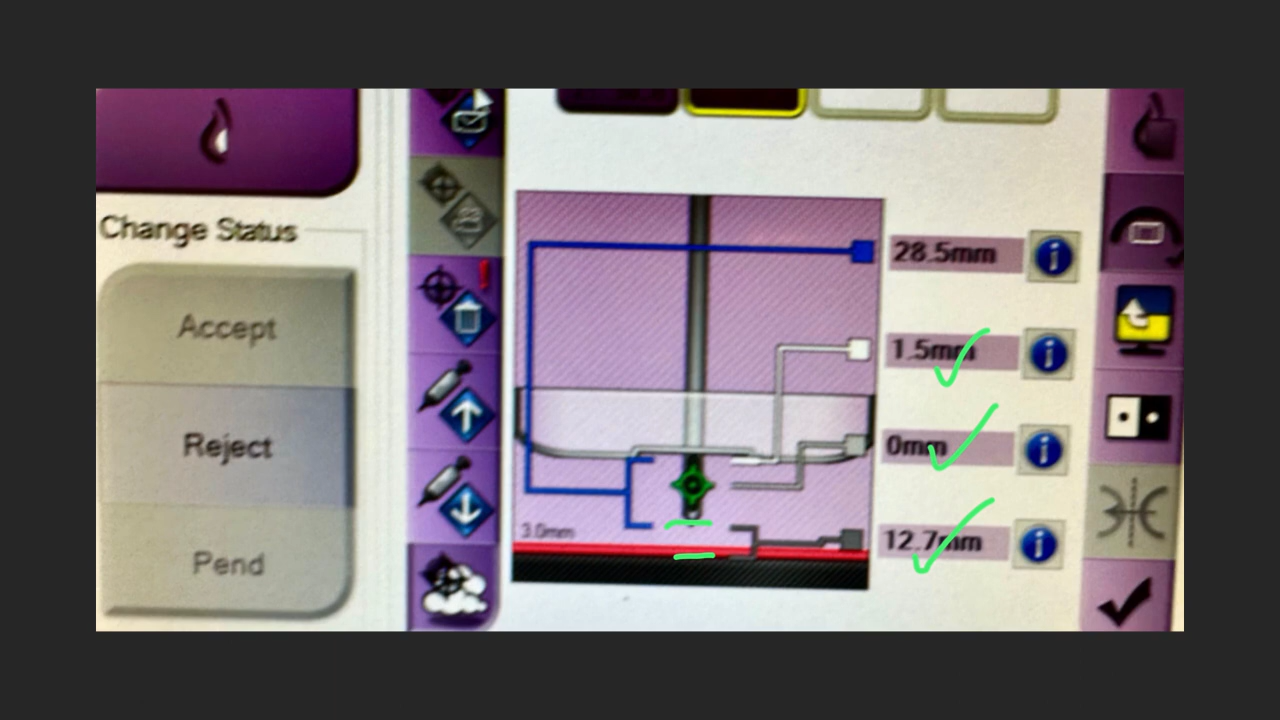 Change Status
Accept
Reject
Pend
28.5mm
1.5mm
0mm
3.0mm
12.7mm